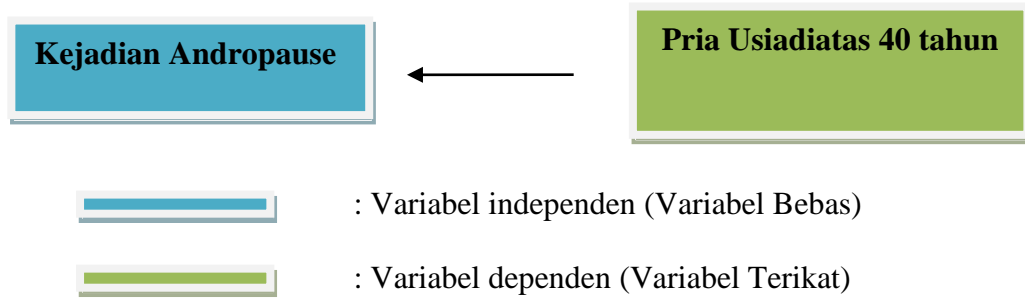 Kejadian Andropause
Pria Usiadiatas 40 tahun
: Variabel independen (Variabel Bebas)
: Variabel dependen (Variabel Terikat)